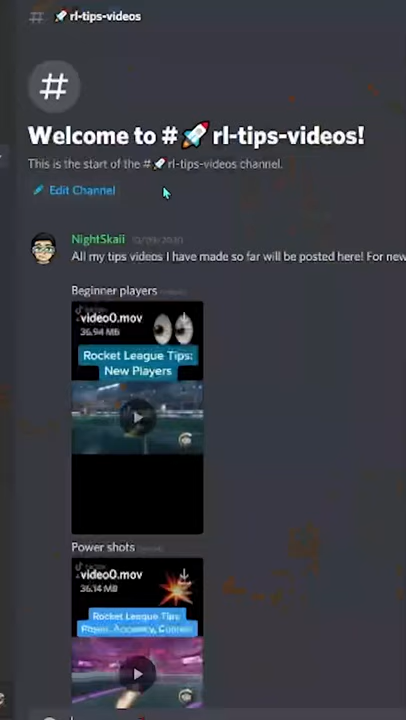 # 🚀 rl-tips-videos
#
Welcome to # 🚀 rl-tips-videos!
This is the start of the # 🚀 rl-tips-videos channel.
Edit Channel
NightSkaii
All my tips videos I have made so far will be posted here! For new
Beginner players
video0.mov
36.94 MB
Rocket League Tips:
New Players
Power shots
video0.mov
36.14 MB
Rocket League Tips:
Power, Accuracy, Control